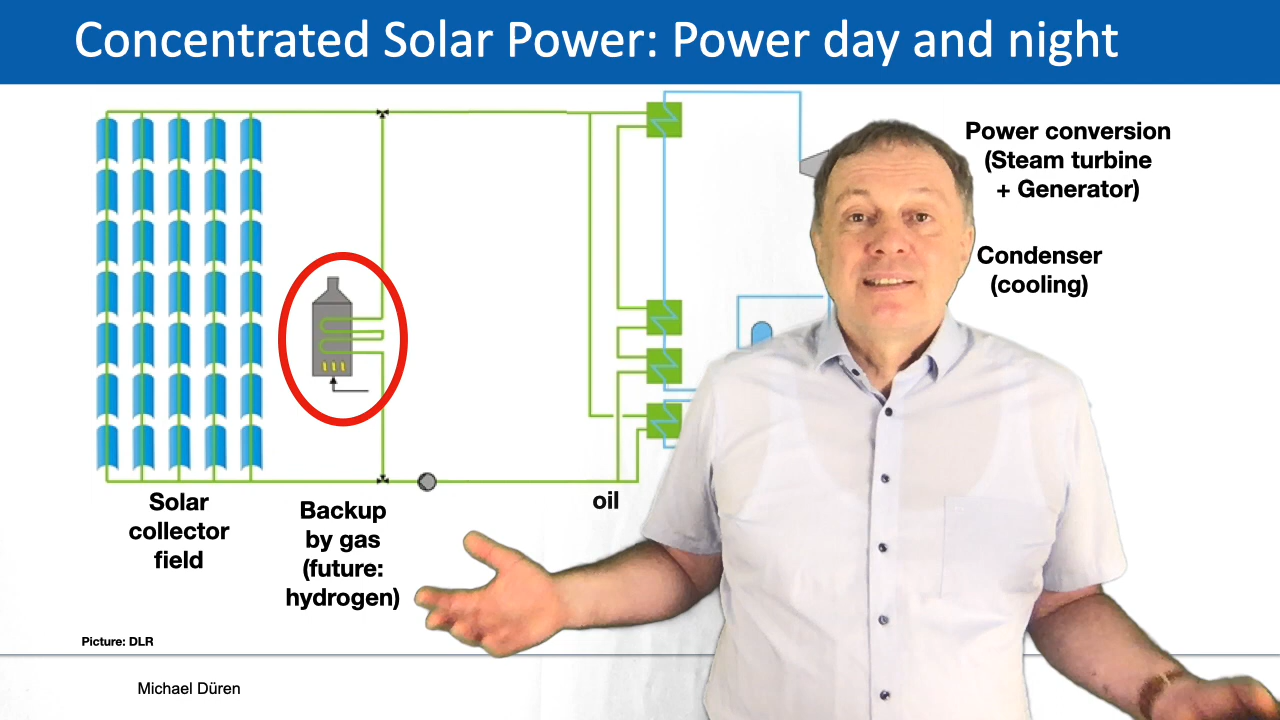 Concentrated Solar Power: Power day and night
Power conversion
(Steam turbine
+ Generator)
Condenser
(cooling)
Solar
collector
field
Backup
by gas
(future:
hydrogen)
oil
Picture: DLR
Michael Düren